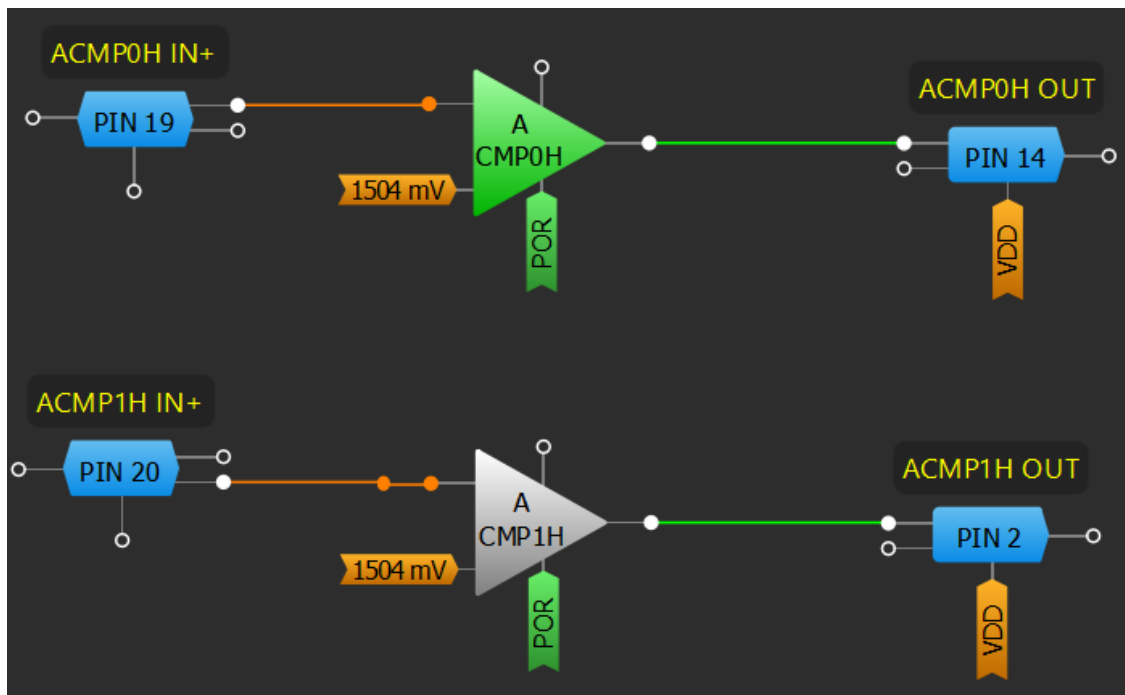 ACMP0H IN+
ACMP0H OUT
PIN 19
A
CMP0H
PIN 14
1504 mV
POR
VDD
ACMP1H IN+
ACMP1H OUT
PIN 20
A
CMP1H
PIN 2
1504 mV
POR
VDD